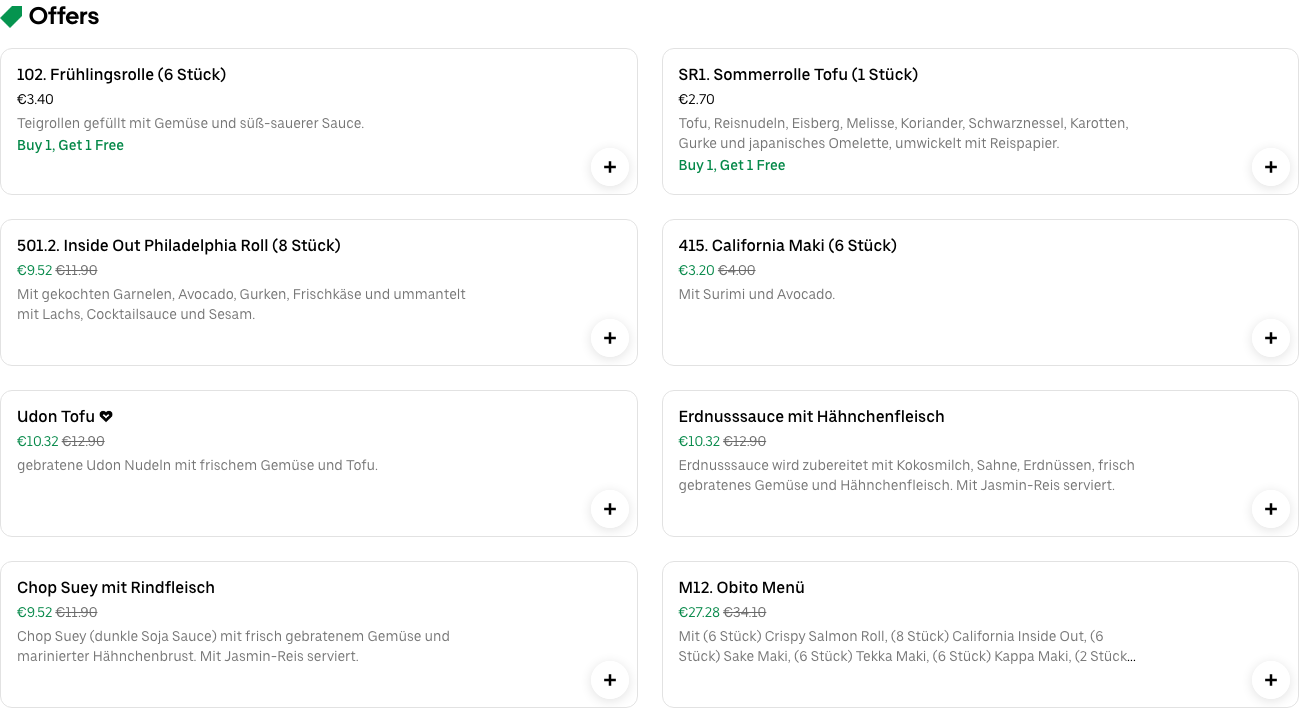 Offers
102. Frühlingsrolle (6 Stück)
€3.40
Teigrollen gefüllt mit Gemüse und süß-sauerer Sauce.
Buy 1, Get 1 Free
SR1. Sommerrolle Tofu (1 Stück)
€2.70
Tofu, Reisnudeln, Eisberg, Melisse, Koriander, Schwarznessel, Karotten,
Gurke und japanisches Omelette, umwickelt mit Reispapier.
Buy 1, Get 1 Free
501.2. Inside Out Philadelphia Roll (8 Stück)
€9.52 €11.90
Mit gekochten Garnelen, Avocado, Gurken, Frischkäse und ummantelt
mit Lachs, Cocktailsauce und Sesam.
415. California Maki (6 Stück)
€3.20 €4.00
Mit Surimi und Avocado.
Udon Tofu
€10.32 €12.90
gebratene Udon Nudeln mit frischem Gemüse und Tofu.
Erdnusssauce mit Hähnchenfleisch
€10.32 €12.90
Erdnusssauce wird zubereitet mit Kokosmilch, Sahne, Erdnüssen, frisch
gebratenes Gemüse und Hähnchenfleisch. Mit Jasmin-Reis serviert.
Chop Suey mit Rindfleisch
€9.52 €11.90
Chop Suey (dunkle Soja Sauce) mit frisch gebratenem Gemüse und
marinierter Hähnchenbrust. Mit Jasmin-Reis serviert.
M12. Obito Menü
€27.28 €34.10
Mit (6 Stück) Crispy Salmon Roll, (8 Stück) California Inside Out, (6
Stück) Sake Maki, (6 Stück) Tekka Maki, (6 Stück) Kappa Maki, (2 Stück...